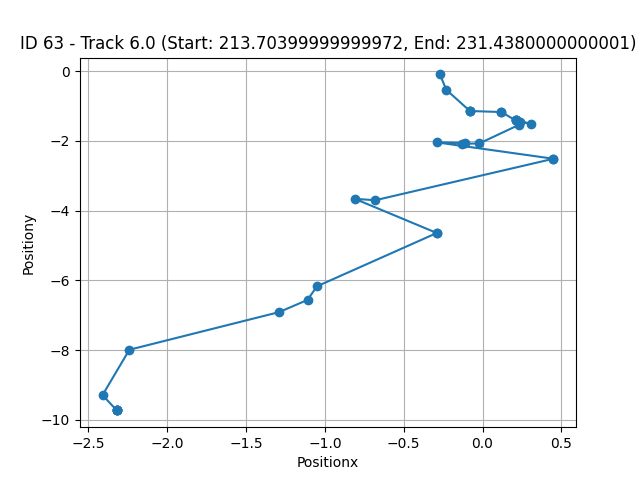 ID 63 - Track 6.0 (Start: 213.70399999999972, End: 231.4380000000001)
0
−2
−4
−6
−8
−10
Positiony
−2.5 −2.0 −1.5 −1.0 −0.5 0.0 0.5
Positionx